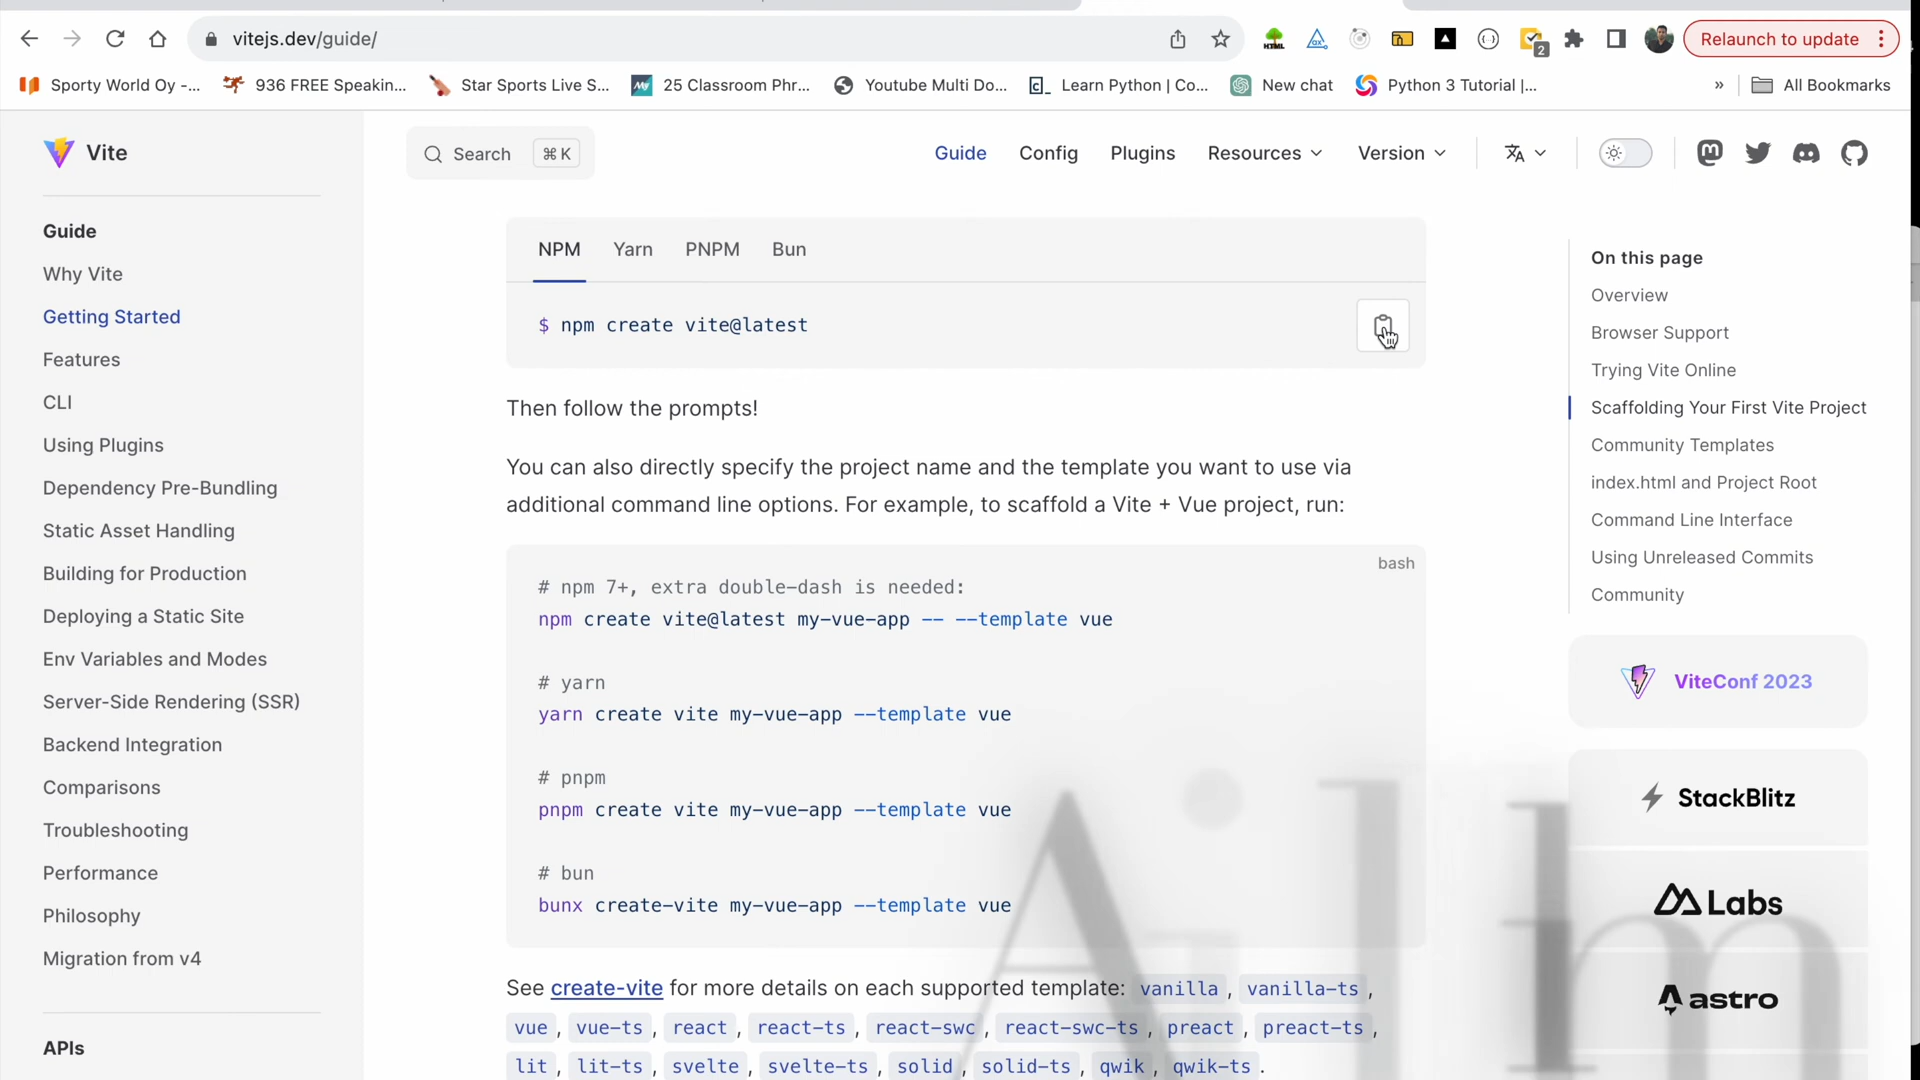 vitejs.dev/guide/
2
Relaunch to update
Sporty World Oy -...
936 FREE Speakin...
Star Sports Live S...
25 Classroom Phr...
Youtube Multi Do...
Learn Python | Co...
New chat
Python 3 Tutorial |...
»
All Bookmarks
Vite
Search ⌘ K
Guide
Config
Plugins
Resources
Version
Guide
Why Vite
Getting Started
Features
CLI
Using Plugins
Dependency Pre-Bundling
Static Asset Handling
Building for Production
Deploying a Static Site
Env Variables and Modes
Server-Side Rendering (SSR)
Backend Integration
Comparisons
Troubleshooting
Performance
Philosophy
Migration from v4
APIs
NPM Yarn PNPM Bun
$ npm create vite@latest
Then follow the prompts!
You can also directly specify the project name and the template you want to use via
additional command line options. For example, to scaffold a Vite + Vue project, run:
bash
# npm 7+, extra double-dash is needed:
npm create vite@latest my-vue-app -- --template vue
# yarn
yarn create vite my-vue-app --template vue
# pnpm
pnpm create vite my-vue-app --template vue
# bun
bunx create-vite my-vue-app --template vue
See create-vite for more details on each supported template: vanilla, vanilla-ts,
vue, vue-ts, react, react-ts, react-swc, react-swc-ts, preact, preact-ts,
lit, lit-ts, svelte, svelte-ts, solid, solid-ts, qwik, qwik-ts.
On this page
Overview
Browser Support
Trying Vite Online
Scaffolding Your First Vite Project
Community Templates
index.html and Project Root
Command Line Interface
Using Unreleased Commits
Community
ViteConf 2023
StackBlitz
Labs
astro